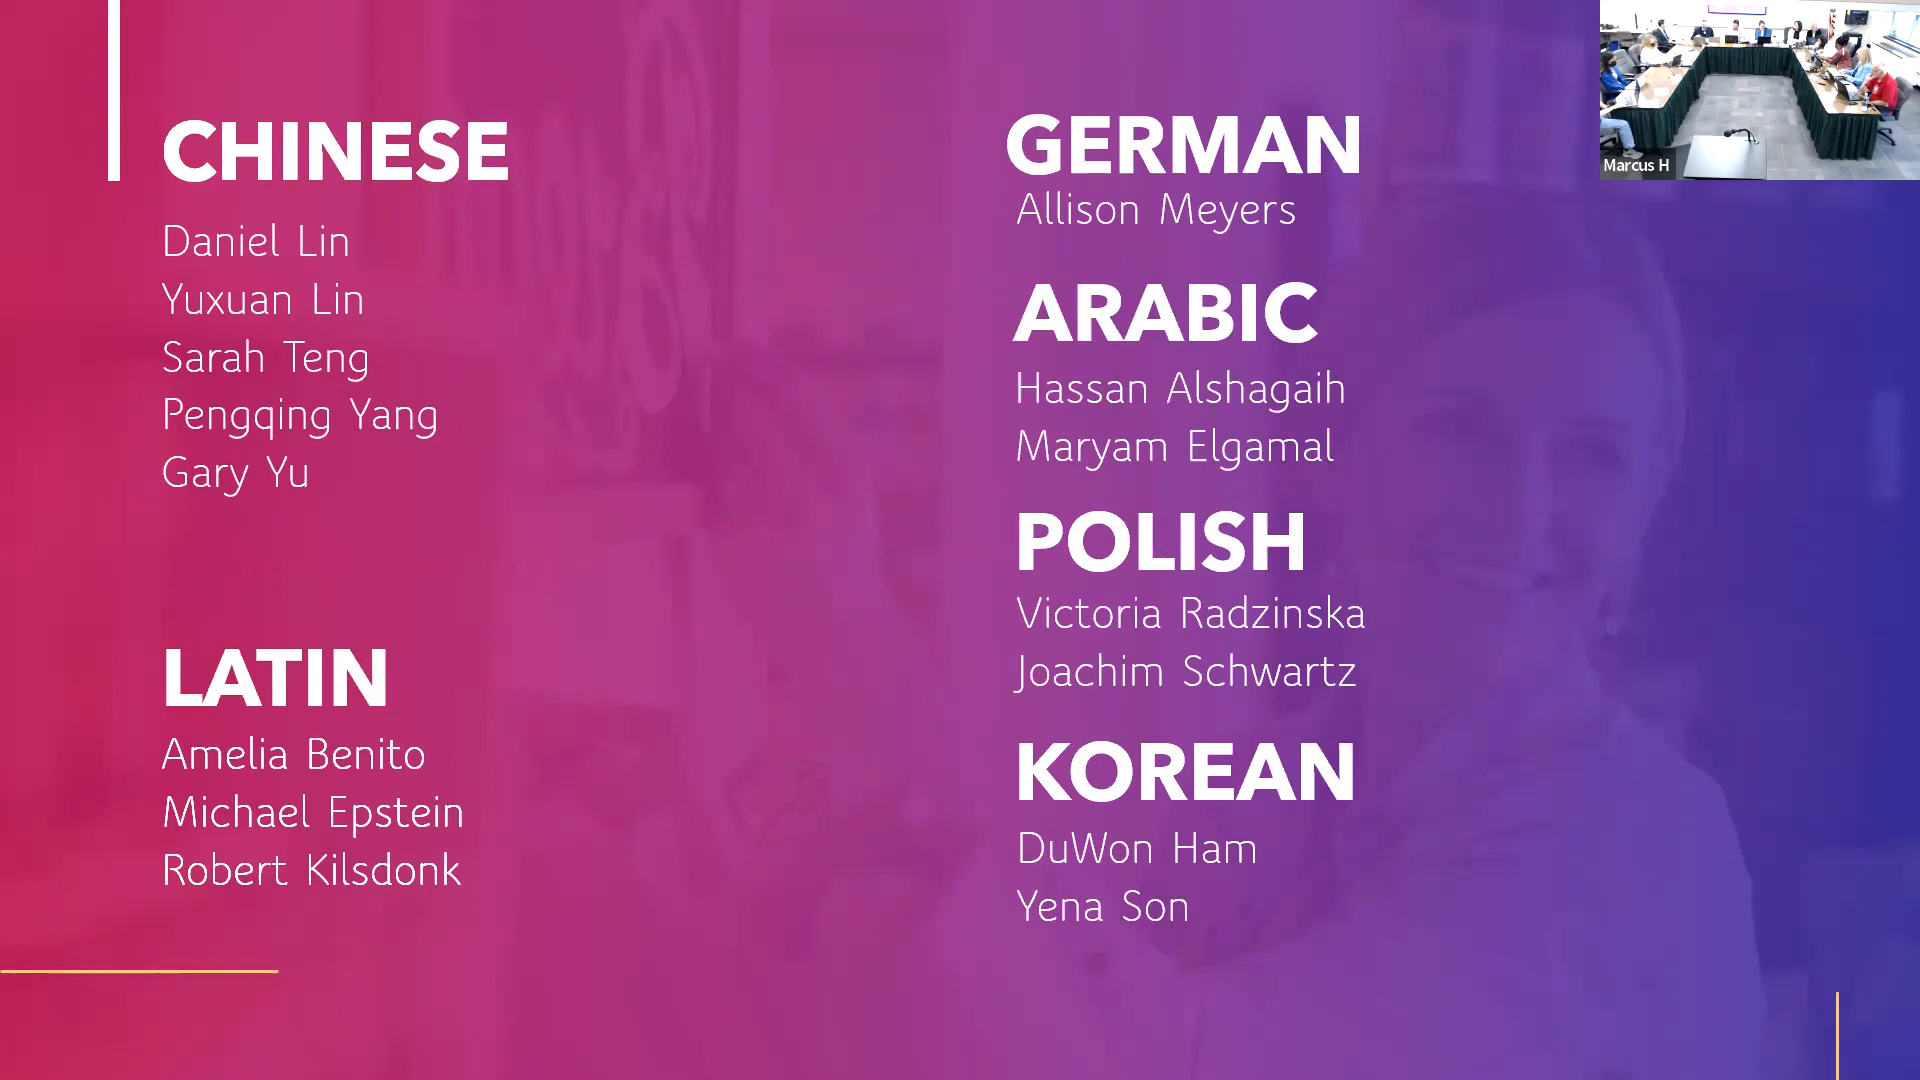 CHINESE
Daniel Lin
Yuxuan Lin
Sarah Teng
Pengqing Yang
Gary Yu
LATIN
Amelia Benito
Michael Epstein
Robert Kilsdonk
GERMAN
Allison Meyers
ARABIC
Hassan Alshagaih
Maryam Elgamal
POLISH
Victoria Radzinska
Joachim Schwartz
KOREAN
DuWon Ham
Yena Son
Marcus H